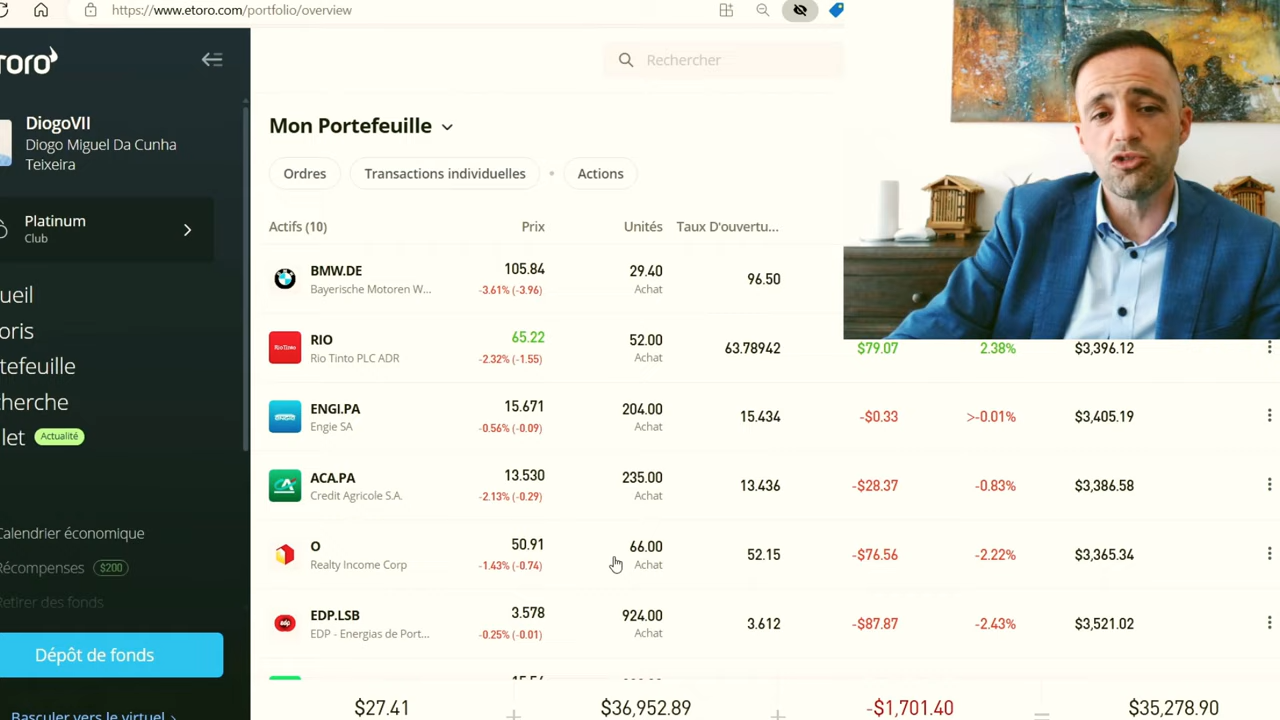 https://www.etoro.com/portfolio/overview
toro
Rechercher
DiogoVII
Diogo Miguel Da Cunha
Teixeira
Platinum
Club
ueil
oris
tefeuille
herche
let Actualité
Calendrier économique
Récompenses $200
Retirer des fonds
Dépôt de fonds
Basculer vers le virtuel
Mon Portefeuille
Ordres Transactions individuelles Actions
Actifs (10) Prix Unités Taux D'ouvertu...
BMW.DE 105.84 29.40 96.50
Bayerische Motoren W... -3.61% (-3.96) Achat
RIO 65.22 52.00 63.78942 $79.07 2.38% $3,396.12
Rio Tinto PLC ADR -2.32% (-1.55) Achat
ENGI.PA 15.671 204.00 15.434 -$0.33 >-0.01% $3,405.19
Engie SA -0.56% (-0.09) Achat
ACA.PA 13.530 235.00 13.436 -$28.37 -0.83% $3,386.58
Credit Agricole S.A. -2.13% (-0.29) Achat
O 50.91 66.00 52.15 -$76.56 -2.22% $3,365.34
Realty Income Corp -1.43% (-0.74) Achat
EDP.LSB 3.578 924.00 3.612 -$87.87 -2.43% $3,521.02
EDP - Energias de Port... -0.25% (-0.01) Achat
$27.41 + $36,952.89 + -$1,701.40 = $35,278.90